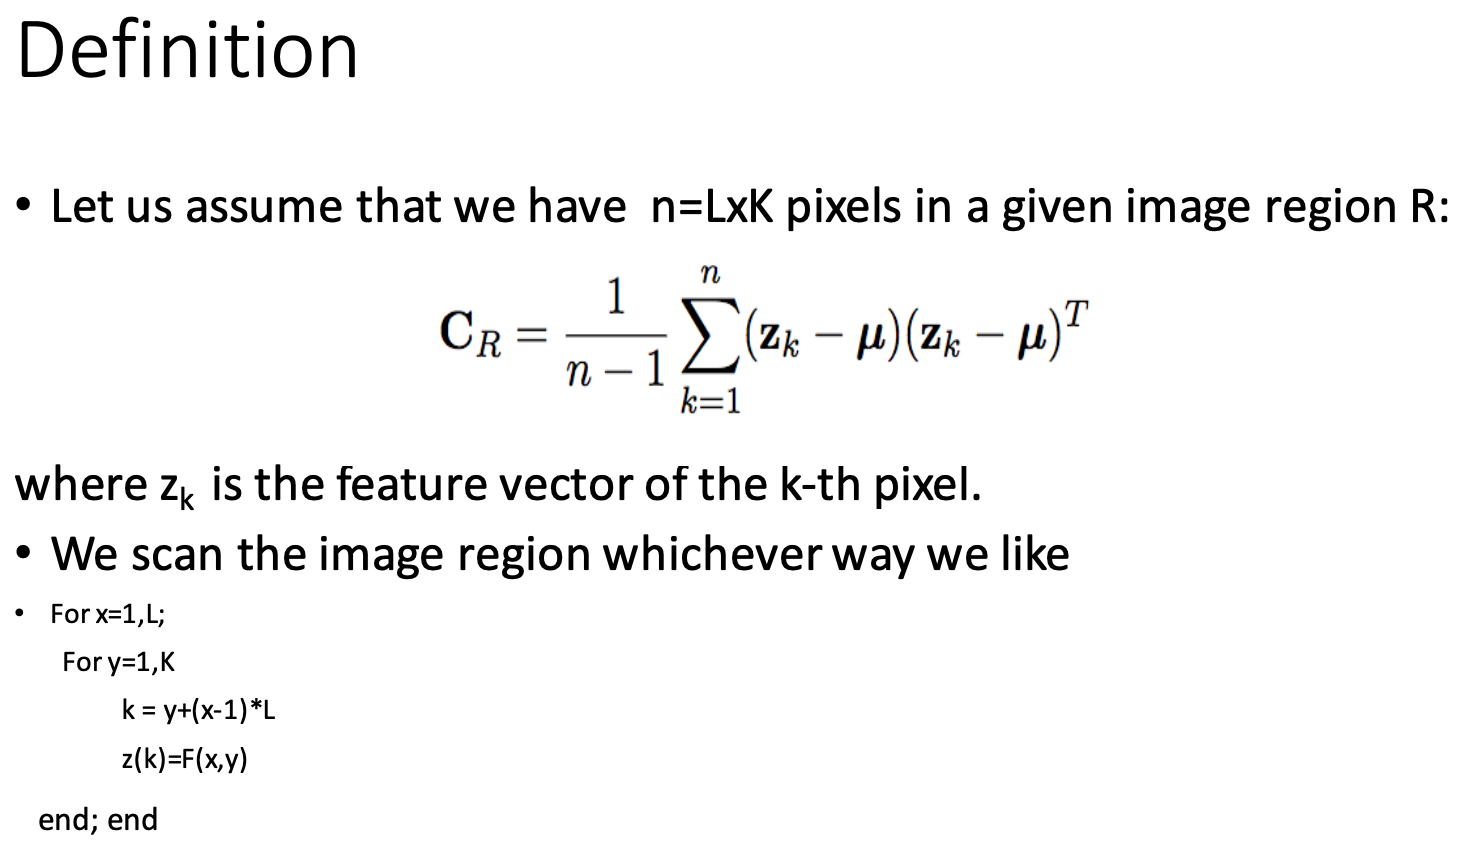 Definition
• Let us assume that we have n=LxK pixels in a given image region R:
$\mathbf{C}_R = \frac{1}{n-1} \sum_{k=1}^{n} (\mathbf{z}_k - \boldsymbol{\mu})(\mathbf{z}_k - \boldsymbol{\mu})^T$
where z_k is the feature vector of the k-th pixel.
• We scan the image region whichever way we like
• For x=1,L;
For y=1,K
k = y+(x-1)*L
z(k)=F(x,y)
end; end